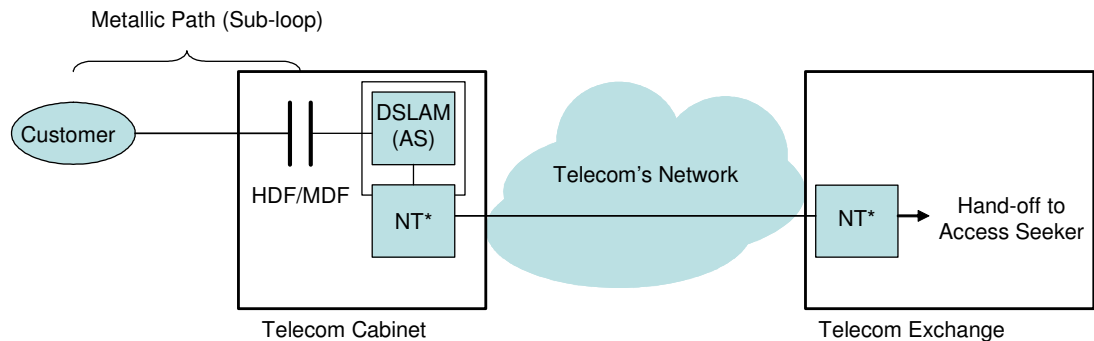 Metallic Path (Sub-loop)
Customer
DSLAM
(AS)
HDF/MDF
NT*
Telecom's Network
NT*
Hand-off to
Access Seeker
Telecom Cabinet
Telecom Exchange